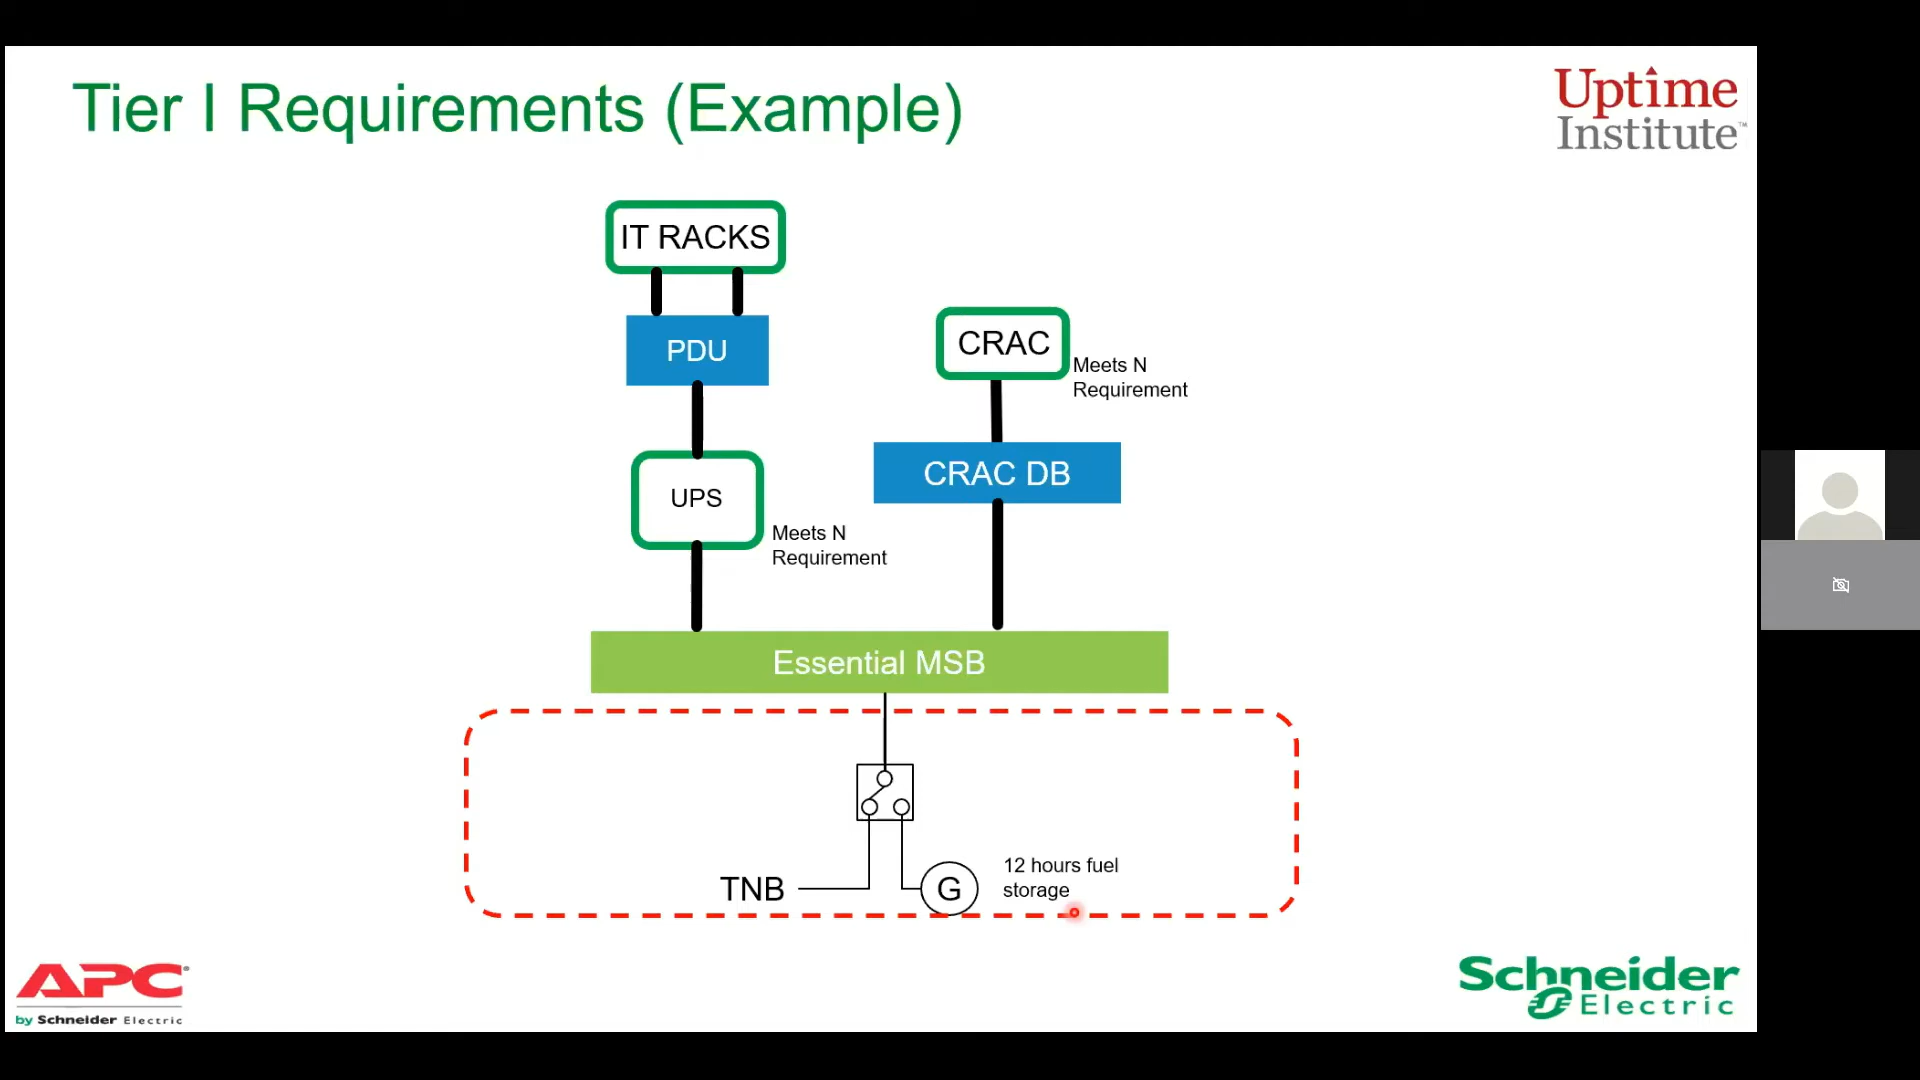 Tier I Requirements (Example)
Uptime
Institute™
IT RACKS
PDU
CRAC
Meets N
Requirement
CRAC DB
UPS
Meets N
Requirement
Essential MSB
12 hours fuel
storage
TNB
G
APC®
by Schneider Electric
Schneider
Electric